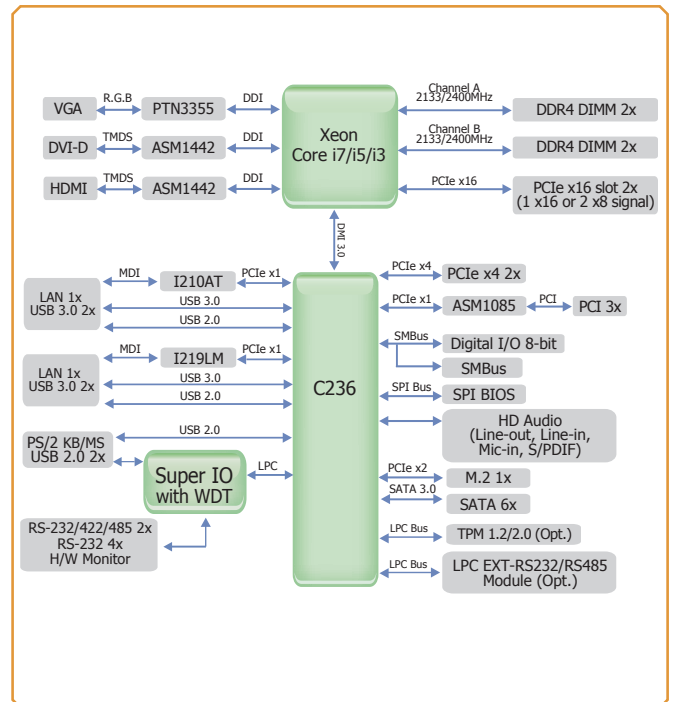 VGA
R.G.B
PTN3355
DDI
DVI-D
TMDS
ASM1442
DDI
HDMI
TMDS
ASM1442
DDI
Xeon
Core i7/i5/i3
Channel A
2133/2400MHz
DDR4 DIMM 2x
Channel B
2133/2400MHz
DDR4 DIMM 2x
PCIe x16
PCIe x16 slot 2x
(1 x16 or 2 x8 signal)
DMI 3.0
LAN 1x
USB 3.0 2x
MDI
I210AT
PCIe x1
USB 3.0
USB 2.0
LAN 1x
USB 3.0 2x
MDI
I219LM
PCIe x1
USB 3.0
USB 2.0
PS/2 KB/MS
USB 2.0 2x
USB 2.0
Super IO
with WDT
LPC
RS-232/422/485 2x
RS-232 4x
H/W Monitor
C236
PCIe x4
PCIe x4 2x
PCIe x1
ASM1085
PCI
PCI 3x
SMBus
Digital I/O 8-bit
SMBus
SPI Bus
SPI BIOS
HD Audio
(Line-out, Line-in,
Mic-in, S/PDIF)
PCIe x2
M.2 1x
SATA 3.0
SATA 6x
LPC Bus
TPM 1.2/2.0 (Opt.)
LPC Bus
LPC EXT-RS232/RS485
Module (Opt.)